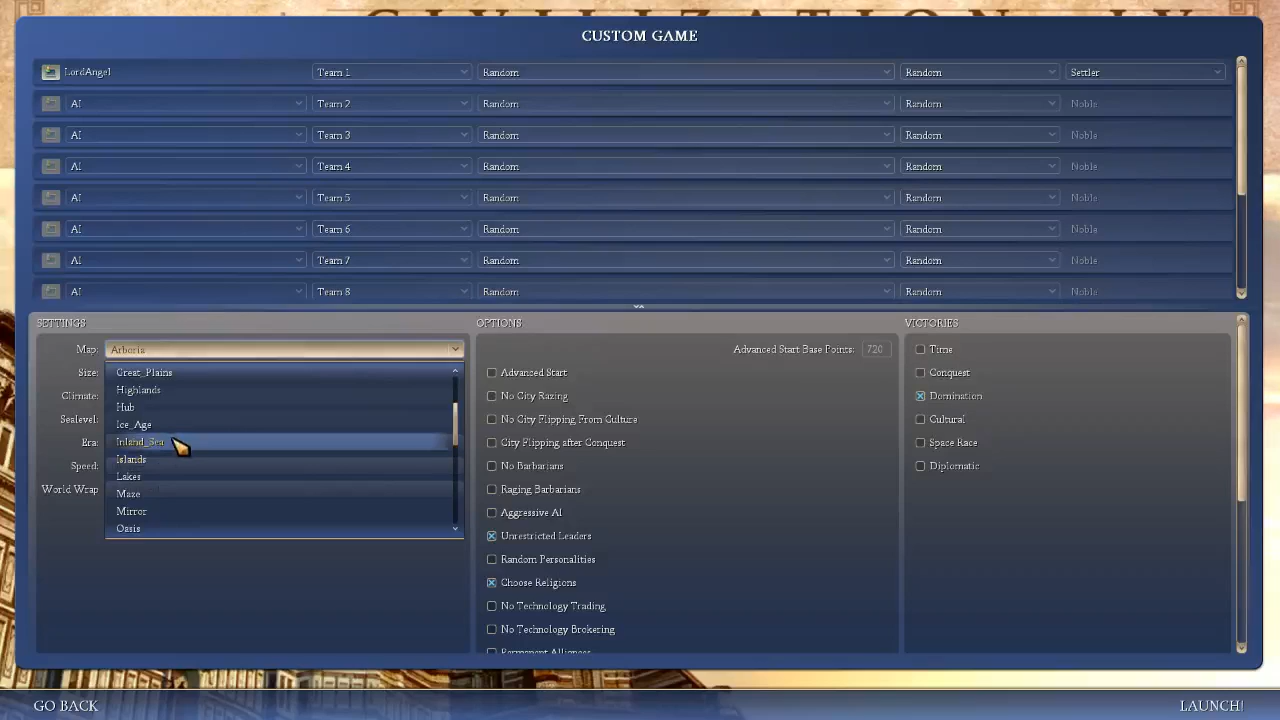 CIVILIZATION IV
CUSTOM GAME
LordAngel Team 1 Random Random Settler
AI Team 2 Random Random Noble
AI Team 3 Random Random Noble
AI Team 4 Random Random Noble
AI Team 5 Random Random Noble
AI Team 6 Random Random Noble
AI Team 7 Random Random Noble
AI Team 8 Random Random Noble
SETTINGS
Map: Arboria
Size:
Climate:
Sealevel:
Era:
Speed:
World Wrap
Great_Plains
Highlands
Hub
Ice_Age
Inland_Sea
Islands
Lakes
Maze
Mirror
Oasis
OPTIONS
Advanced Start Base Points: 720
Advanced Start
No City Razing
No City Flipping From Culture
City Flipping after Conquest
No Barbarians
Raging Barbarians
Aggressive AI
Unrestricted Leaders
Random Personalities
Choose Religions
No Technology Trading
No Technology Brokering
Permanent Alliances
VICTORIES
Time
Conquest
Domination
Cultural
Space Race
Diplomatic
GO BACK
LAUNCH!